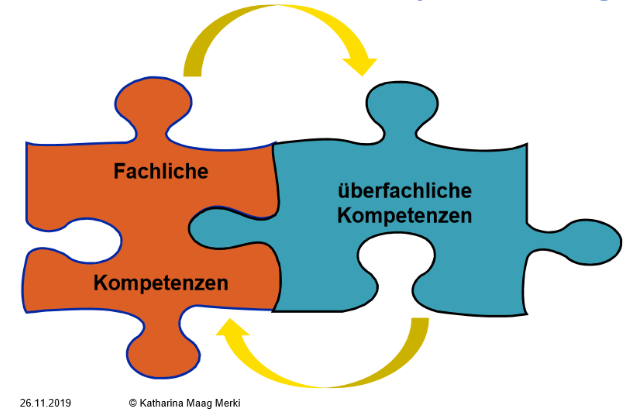 Fachliche
überfachliche
Kompetenzen
Kompetenzen
26.11.2019 © Katharina Maag Merki